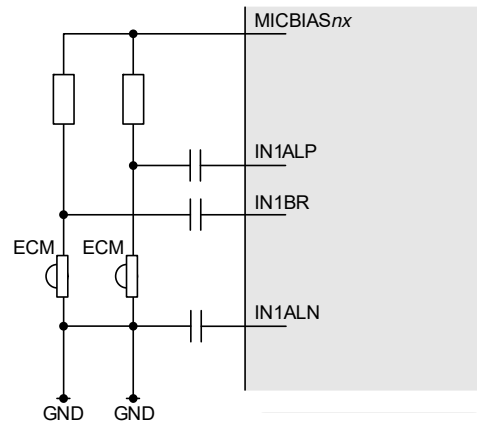 MICBIASnx
IN1ALP
IN1BR
ECM ECM
IN1ALN
GND GND